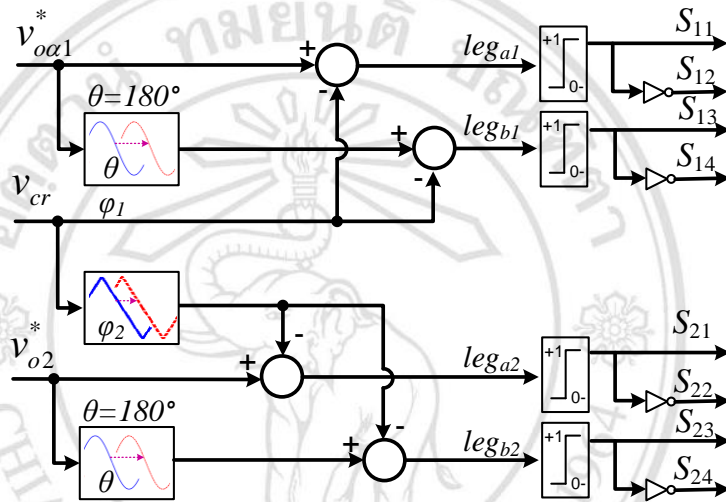 v*oα1
+
-
leg_a1
+1
0-
S11
S12
θ=180°
θ
+
-
leg_b1
+1
0-
S13
S14
v_cr
φ1
φ2
-
-
v*o2
+
leg_a2
+1
0-
S21
S22
θ=180°
θ
+
leg_b2
+1
0-
S23
S24